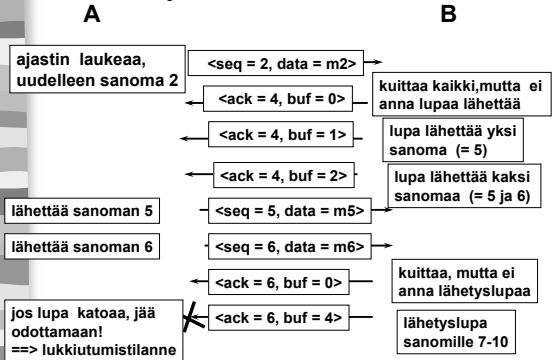 A
B
ajastin laukeaa,
uudelleen sanoma 2
<seq = 2, data = m2>
kuittaa kaikki,mutta ei
anna lupaa lähettää
<ack = 4, buf = 0>
<ack = 4, buf = 1>
lupa lähettää yksi
sanoma (= 5)
<ack = 4, buf = 2>
lupa lähettää kaksi
sanomaa (= 5 ja 6)
lähettää sanoman 5
<seq = 5, data = m5>
lähettää sanoman 6
<seq = 6, data = m6>
<ack = 6, buf = 0>
kuittaa, mutta ei
anna lähetyslupaa
jos lupa katoaa, jää
odottamaan!
==> lukkiutumistilanne
<ack = 6, buf = 4>
lähetyslupa
sanomille 7-10